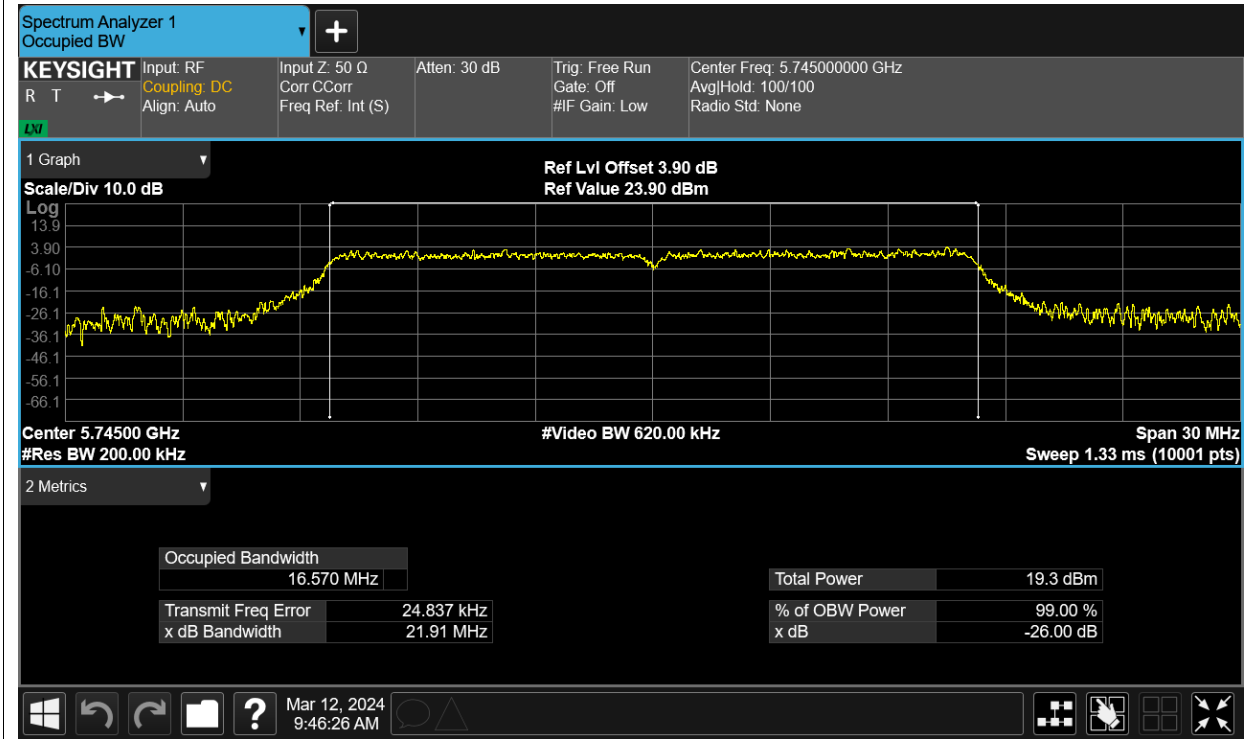 Spectrum Analyzer 1
Occupied BW
KEYSIGHT
R T
LXI
Input: RF
Coupling: DC
Align: Auto
Input Z: 50 Ω
Corr CCorr
Freq Ref: Int (S)
Atten: 30 dB
Trig: Free Run
Gate: Off
#IF Gain: Low
Center Freq: 5.745000000 GHz
Avg|Hold: 100/100
Radio Std: None
1 Graph
Scale/Div 10.0 dB
Ref Lvl Offset 3.90 dB
Ref Value 23.90 dBm
Log
13.9
3.90
-6.10
-16.1
-26.1
-36.1
-46.1
-56.1
-66.1
Center 5.74500 GHz
#Video BW 620.00 kHz
Span 30 MHz
#Res BW 200.00 kHz
Sweep 1.33 ms (10001 pts)
2 Metrics
Occupied Bandwidth
16.570 MHz
Total Power 19.3 dBm
Transmit Freq Error 24.837 kHz
% of OBW Power 99.00 %
x dB Bandwidth 21.91 MHz
x dB -26.00 dB
?
Mar 12, 2024
9:46:26 AM